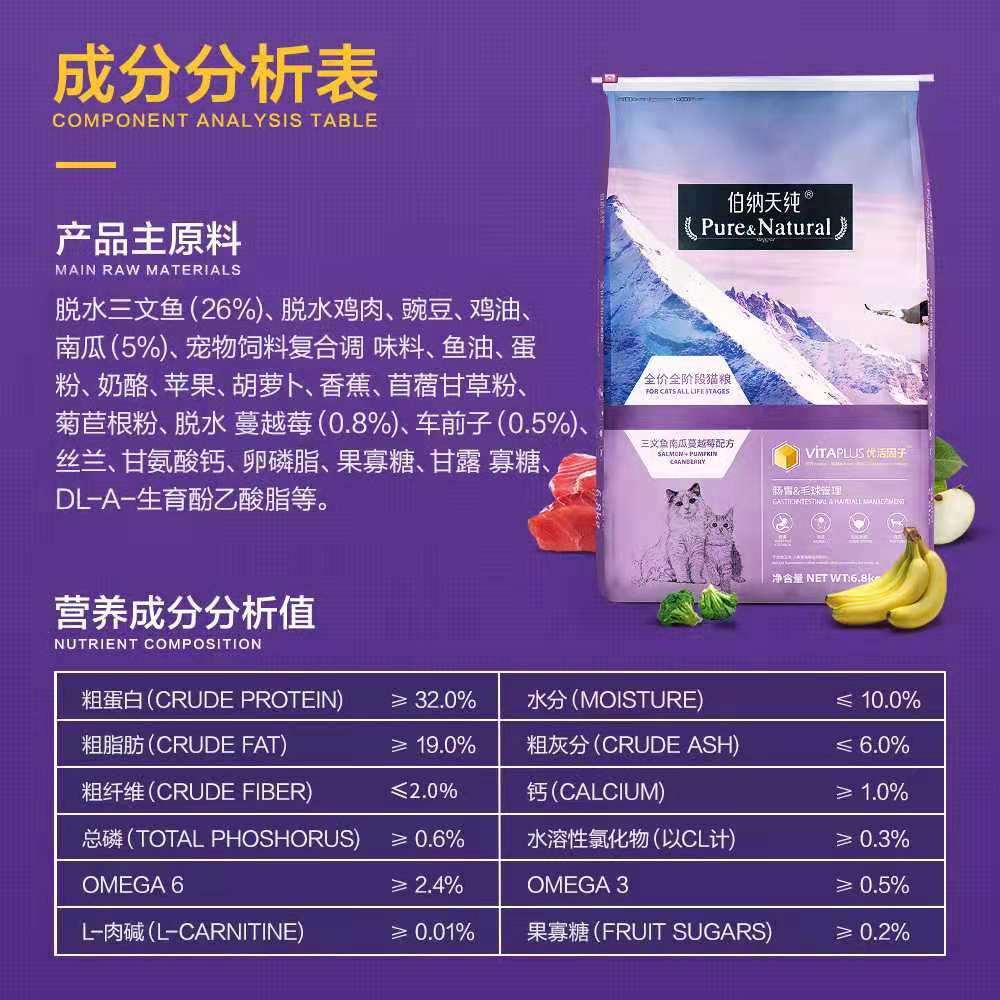 成分分析表
COMPONENT ANALYSIS TABLE
产品主原料
MAIN RAW MATERIALS
脱水三文鱼(26%)、脱水鸡肉、豌豆、鸡油、
南瓜(5%)、宠物饲料复合调 味料、鱼油、蛋
粉、奶酪、苹果、胡萝卜、香蕉、苜蓿甘草粉、
菊苣根粉、脱水 蔓越莓(0.8%)、车前子(0.5%)、
丝兰、甘氨酸钙、卵磷脂、果寡糖、甘露 寡糖、
DL-A-生育酚乙酸脂等。
伯纳天纯®
Pure&Natural
全价全阶段猫粮
FOR CATS ALL LIFE STAGES
三文鱼南瓜蔓越莓配方
SALMON+PUMPKIN
CRANBERRY
VITAPLUS 优活因子
肠胃&毛球管理
GASTROINTESTINAL & HAIRBALL MANAGEMENT
净含量 NET WT:6.8kg
营养成分分析值
NUTRIENT COMPOSITION
粗蛋白(CRUDE PROTEIN) ≥ 32.0% 水分(MOISTURE) ≤ 10.0%
粗脂肪(CRUDE FAT) ≥ 19.0% 粗灰分(CRUDE ASH) ≤ 6.0%
粗纤维(CRUDE FIBER) ≤2.0% 钙(CALCIUM) ≥ 1.0%
总磷(TOTAL PHOSHORUS) ≥ 0.6% 水溶性氯化物(以CL计) ≥ 0.3%
OMEGA 6 ≥ 2.4% OMEGA 3 ≥ 0.5%
L-肉碱(L-CARNITINE) ≥ 0.01% 果寡糖(FRUIT SUGARS) ≥ 0.2%